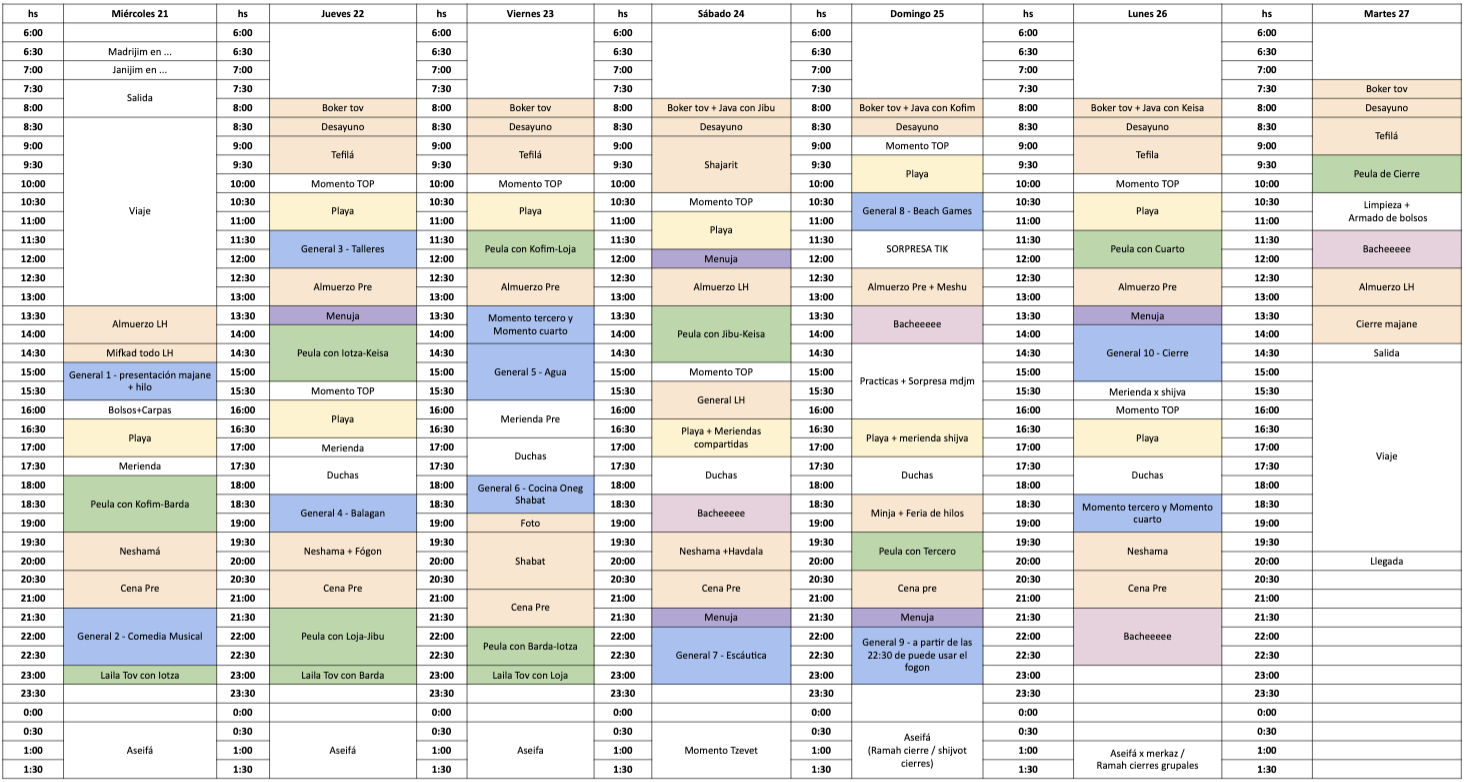 hs Miércoles 21 hs Jueves 22 hs Viernes 23 hs Sábado 24 hs Domingo 25 hs Lunes 26 hs Martes 27
6:00 6:00 6:00 6:00 6:00 6:00 6:00
6:30 Madrijim en ... 6:30 6:30 6:30 6:30 6:30 6:30
7:00 Janijim en ... 7:00 7:00 7:00 7:00 7:00 7:00
7:30 7:30 7:30 7:30 7:30 7:30 7:30 Boker tov
Salida
8:00 8:00 Boker tov 8:00 Boker tov 8:00 Boker tov + Java con Jibu 8:00 Boker tov + Java con Kofim 8:00 Boker tov + Java con Keisa 8:00 Desayuno
8:30 8:30 Desayuno 8:30 Desayuno 8:30 Desayuno 8:30 Desayuno 8:30 Desayuno 8:30
Tefilá
9:00 9:00 9:00 9:00 9:00 Momento TOP 9:00 9:00
Tefilá Tefilá Tefila
9:30 9:30 9:30 Shajarit 9:30 9:30 9:30
Playa Peula de Cierre
10:00 10:00 Momento TOP 10:00 Momento TOP 10:00 10:00 10:00 Momento TOP 10:00
10:30 10:30 10:30 10:30 Momento TOP 10:30 10:30 10:30 Limpieza +
Viaje Playa Playa General 8 - Beach Games Playa
11:00 11:00 11:00 11:00 11:00 11:00 11:00 Armado de bolsos
Playa
11:30 11:30 11:30 11:30 11:30 11:30 11:30
General 3 - Talleres Peula con Kofim-Loja SORPRESA TIK Peula con Cuarto Bacheeeee
12:00 12:00 12:00 12:00 Menuja 12:00 12:00 12:00
12:30 12:30 12:30 12:30 12:30 12:30 12:30
Almuerzo Pre Almuerzo Pre Almuerzo LH Almuerzo Pre + Meshu Almuerzo Pre Almuerzo LH
13:00 13:00 13:00 13:00 13:00 13:00 13:00
13:30 13:30 Menuja 13:30 Momento tercero y 13:30 13:30 13:30 Menuja 13:30
Almuerzo LH Bacheeeee Cierre majane
14:00 14:00 14:00 Momento cuarto 14:00 Peula con Jibu-Keisa 14:00 14:00 14:00
14:30 Mifkad todo LH 14:30 Peula con Iotza-Keisa 14:30 14:30 14:30 14:30 General 10 - Cierre 14:30 Salida
15:00 General 1 - presentación majane 15:00 15:00 General 5 - Agua 15:00 Momento TOP 15:00 15:00 15:00
Practicas + Sorpresa mdjm
15:30 + hilo 15:30 Momento TOP 15:30 15:30 15:30 15:30 Merienda x shijva 15:30
General LH
16:00 Bolsos+Carpas 16:00 16:00 16:00 16:00 16:00 Momento TOP 16:00
Playa Merienda Pre
16:30 16:30 16:30 16:30 Playa + Meriendas 16:30 16:30 16:30
Playa Playa + merienda shijva Playa
17:00 17:00 Merienda 17:00 17:00 compartidas 17:00 17:00 17:00
Duchas Viaje
17:30 Merienda 17:30 17:30 17:30 17:30 17:30 17:30
Duchas Duchas Duchas Duchas
18:00 18:00 18:00 General 6 - Cocina Oneg 18:00 18:00 18:00 18:00
18:30 Peula con Kofim-Barda 18:30 18:30 Shabat 18:30 18:30 18:30 Momento tercero y Momento 18:30
General 4 - Balagan Bacheeeee Minja + Feria de hilos
19:00 19:00 19:00 Foto 19:00 19:00 19:00 cuarto 19:00
19:30 19:30 19:30 19:30 19:30 19:30 19:30
Neshamá Neshama + Fógon Neshama +Havdala Peula con Tercero Neshama
20:00 20:00 20:00 Shabat 20:00 20:00 20:00 20:00 Llegada
20:30 20:30 20:30 20:30 20:30 20:30 20:30
Cena Pre Cena Pre Cena Pre Cena pre Cena Pre
21:00 21:00 21:00 21:00 21:00 21:00 21:00
Cena Pre
21:30 21:30 21:30 21:30 Menuja 21:30 Menuja 21:30 21:30
22:00 General 2 - Comedia Musical 22:00 Peula con Loja-Jibu 22:00 22:00 22:00 General 9 - a partir de las 22:00 Bacheeeee 22:00
Peula con Barda-Iotza
22:30 22:30 22:30 22:30 General 7 - Escáutica 22:30 22:30 de puede usar el 22:30 22:30
23:00 Laila Tov con Iotza 23:00 Laila Tov con Barda 23:00 Laila Tov con Loja 23:00 23:00 fogon 23:00 23:00
23:30 23:30 23:30 23:30 23:30 23:30 23:30
0:00 0:00 0:00 0:00 0:00 0:00 0:00
0:30 0:30 0:30 0:30 0:30 Aseifá 0:30 0:30
1:00 Aseifá 1:00 Aseifá 1:00 Aseifa 1:00 Momento Tzevet 1:00 (Ramah cierre / shijvot 1:00 Aseifá x merkaz / 1:00
1:30 1:30 1:30 1:30 1:30 cierres) 1:30 Ramah cierres grupales 1:30